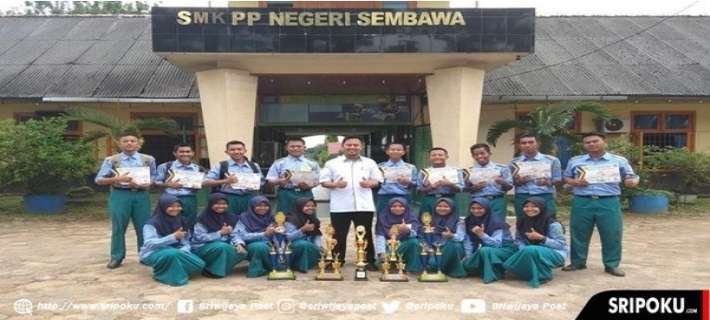 SMK PP NEGERI SEMBAWA
http://www.sripoku.com Sriwijaya Post @sriwijayapost @sripoku Sriwijaya Post
SRIPOKU.COM